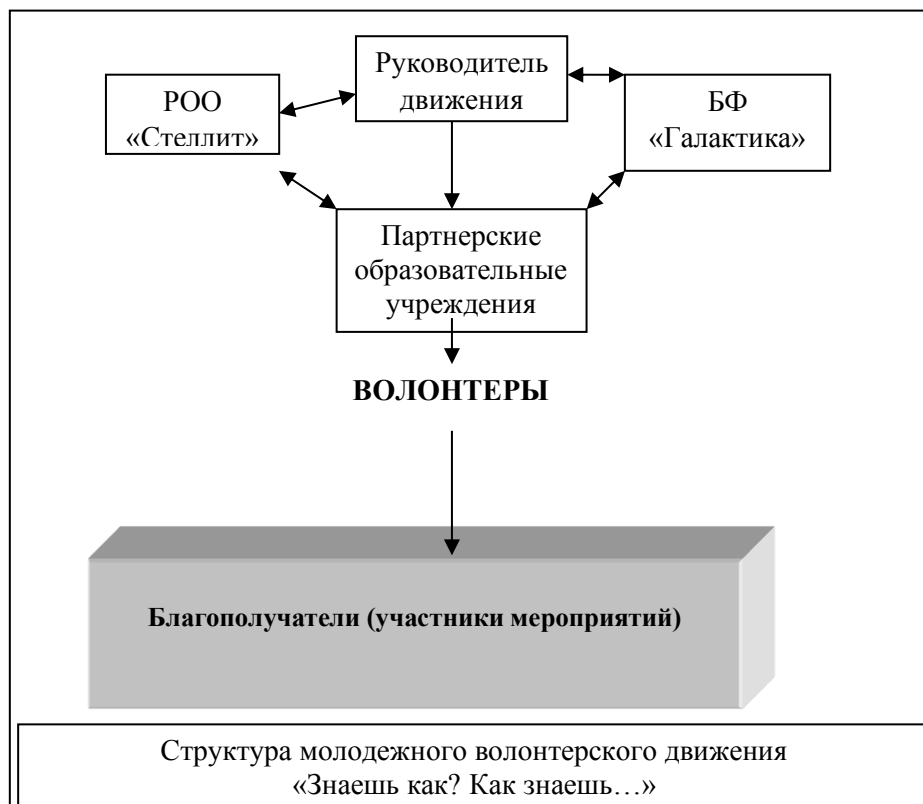 Руководитель
движения
РОО
«Стеллит»
БФ
«Галактика»
Партнерские
образовательные
учреждения
ВОЛОНТЕРЫ
Благополучатели (участники мероприятий)
Структура молодежного волонтерского движения
«Знаешь как? Как знаешь…»